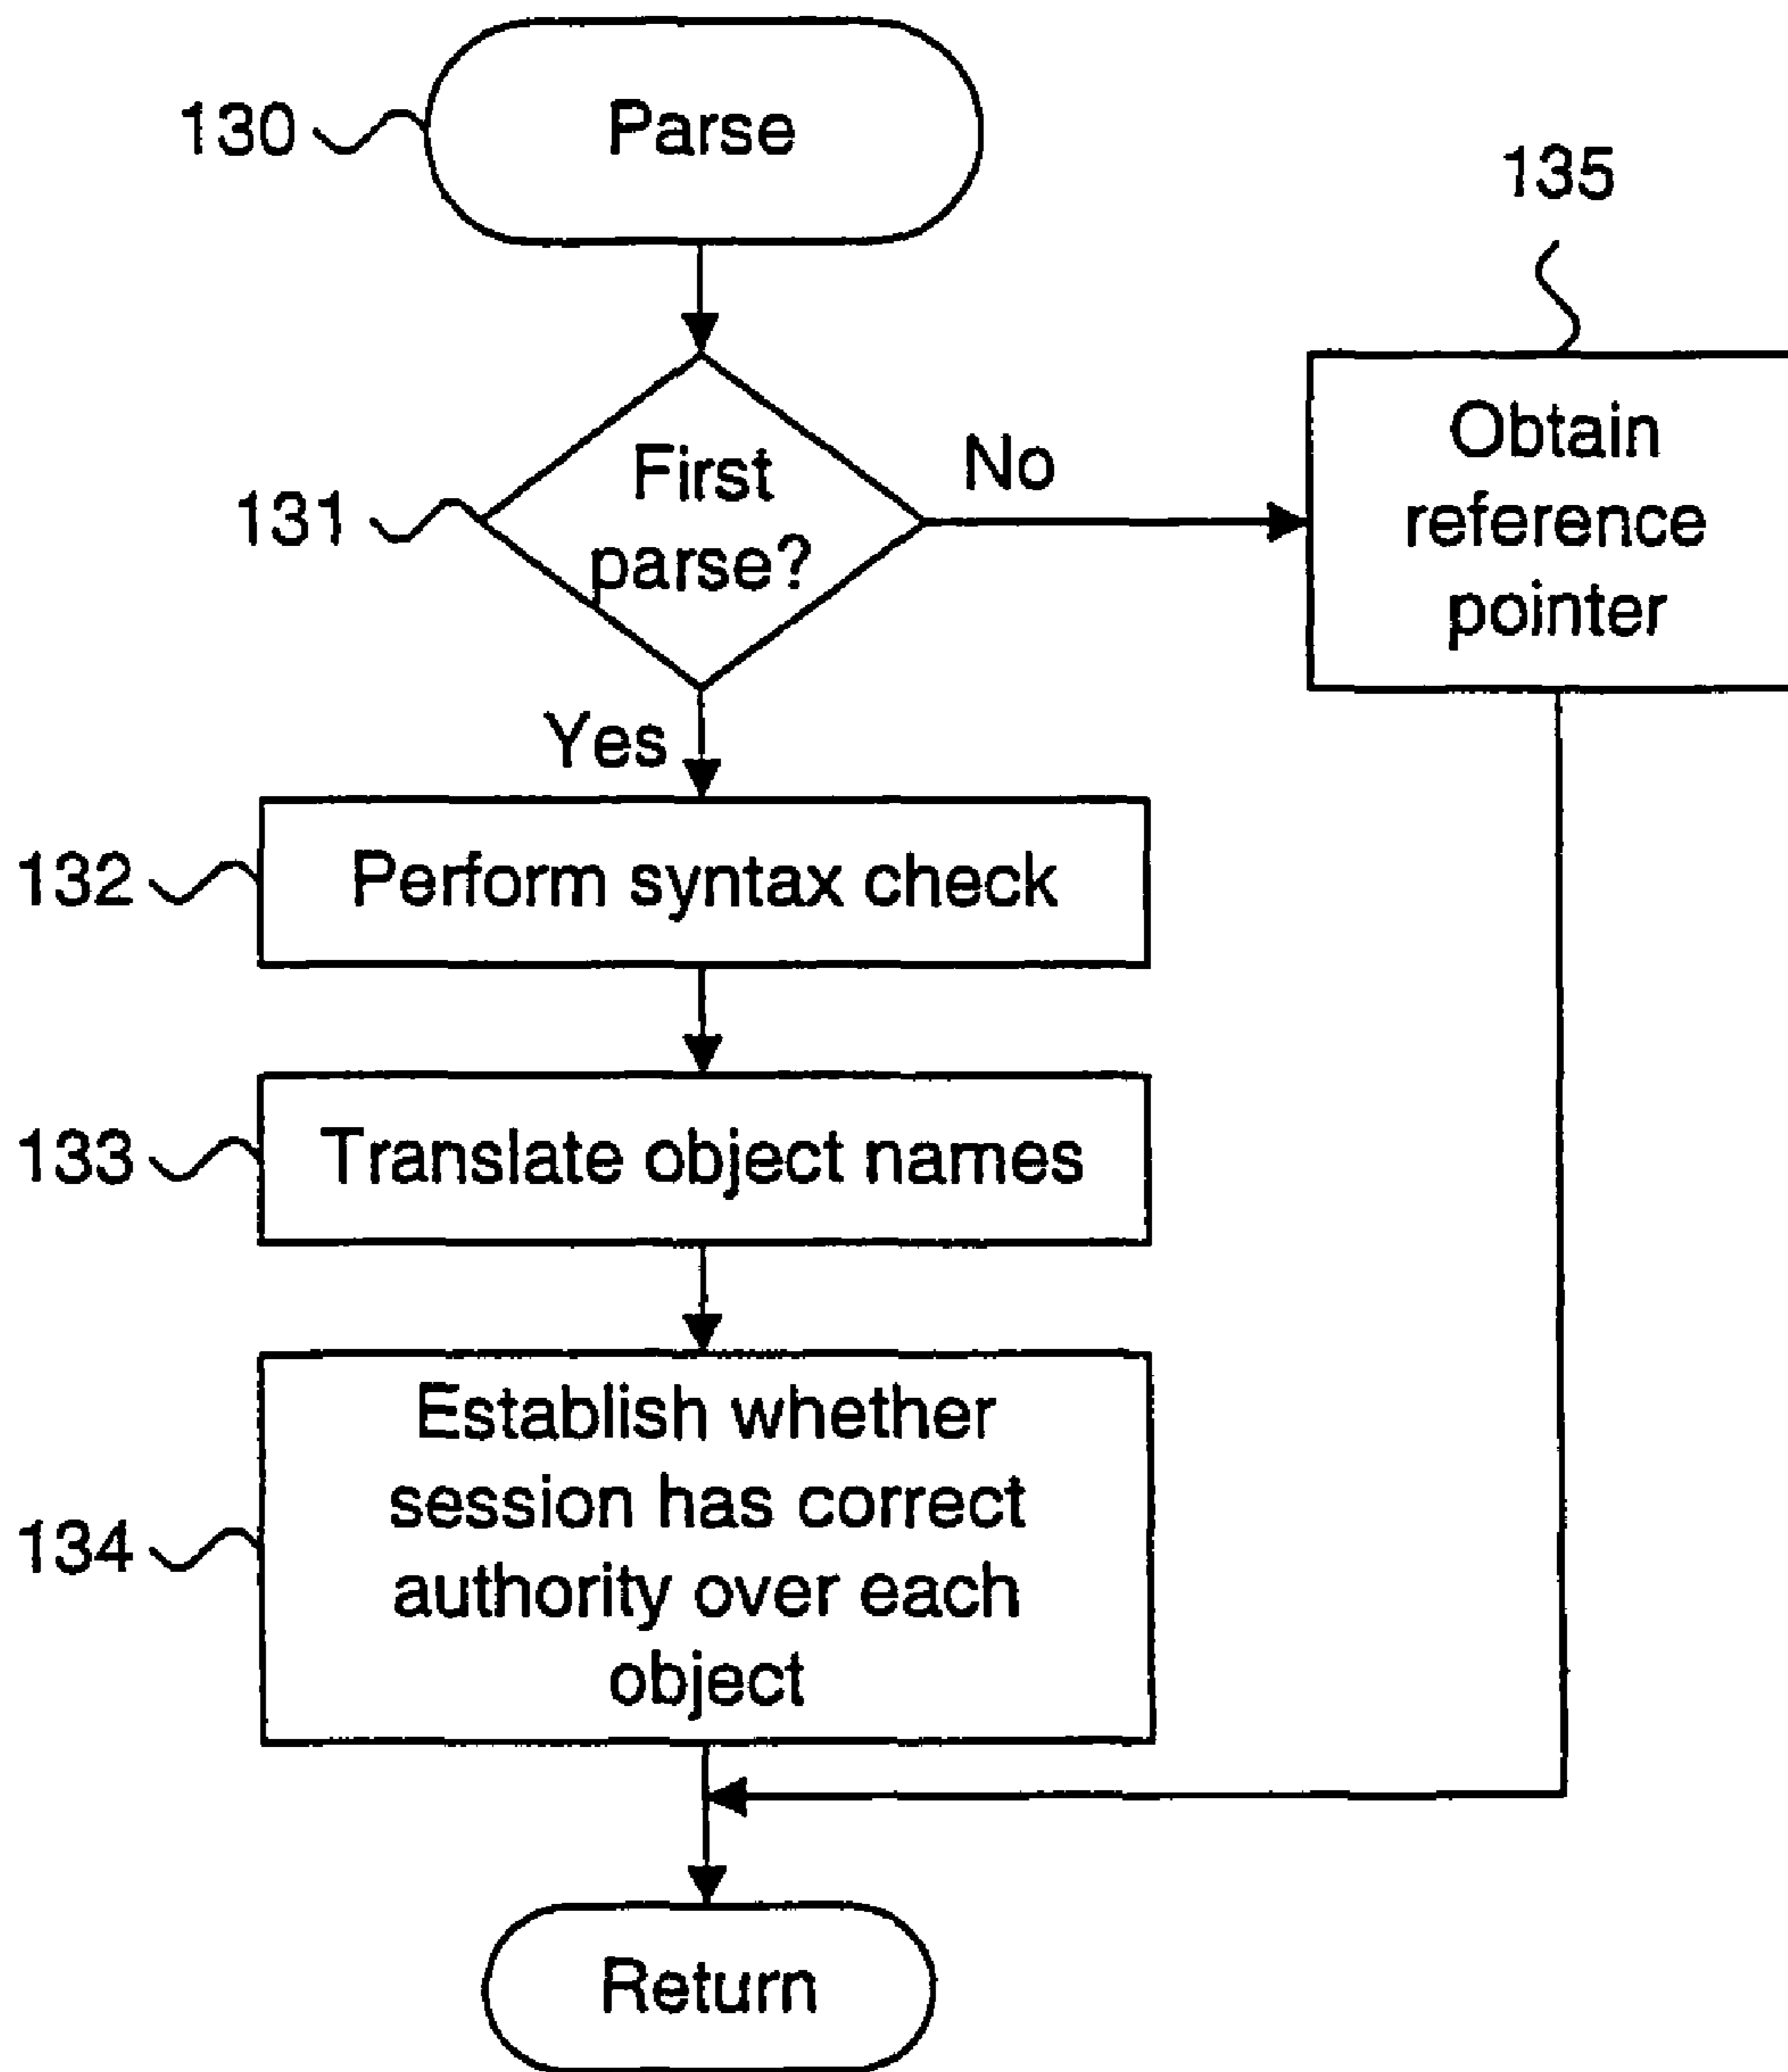 130
Parse
135
131
First
parse?
No
Obtain
reference
pointer
Yes
132
Perform syntax check
133
Translate object names
134
Establish whether
session has correct
authority over each
object
Return